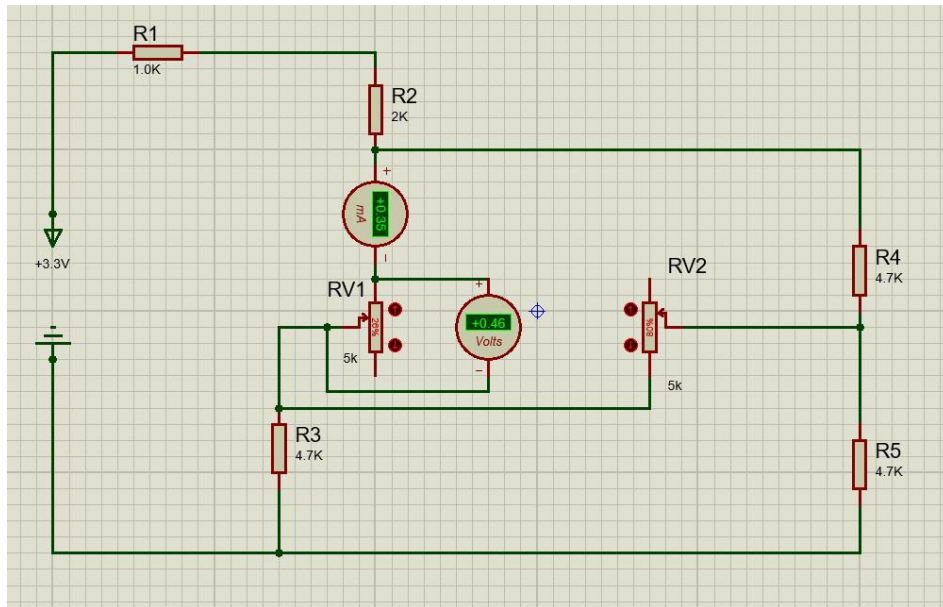 R1
1.0K
R2
2K
+
+0.35
mA
-
+3.3V
RV1
26%
5k
+
+0.46
Volts
-
RV2
80%
5k
R4
4.7K
R3
4.7K
R5
4.7K